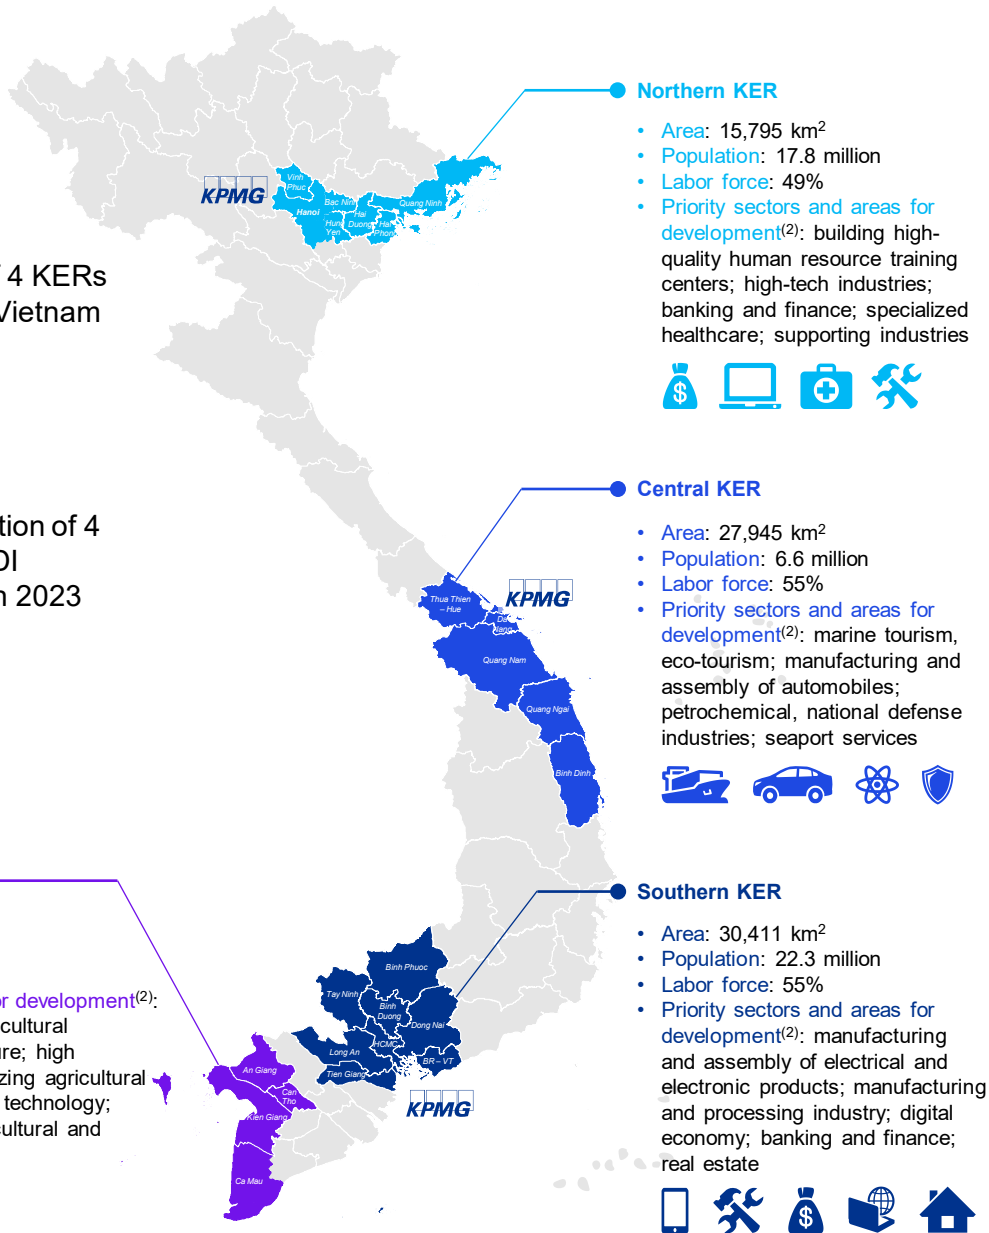 Northern KER
• Area: 15,795 km²
• Population: 17.8 million
• Labor force: 49%
• Priority sectors and areas for
development⁽²⁾: building high-
quality human resource training
centers; high-tech industries;
banking and finance; specialized
healthcare; supporting industries
KPMG
Vinh
Phuc
Hanoi
Bac Ninh
Hung
Yen
Hai
Duong
Hai
Phong
Quang Ninh
4 KERs
Vietnam
Central KER
• Area: 27,945 km²
• Population: 6.6 million
• Labor force: 55%
• Priority sectors and areas for
development⁽²⁾: marine tourism,
eco-tourism; manufacturing and
assembly of automobiles;
petrochemical, national defense
industries; seaport services
tion of 4
DI
n 2023
KPMG
Thua Thien
– Hue
Da
Nang
Quang Nam
Quang Ngai
Binh Dinh
Southern KER
• Area: 30,411 km²
• Population: 22.3 million
• Labor force: 55%
• Priority sectors and areas for
development⁽²⁾: manufacturing
and assembly of electrical and
electronic products; manufacturing
and processing industry; digital
economy; banking and finance;
real estate
Binh Phuoc
Tay Ninh
Binh
Duong
Dong Nai
HCMC
Long An
BR – VT
Tien Giang
KPMG
or development⁽²⁾:
cultural
ure; high
zing agricultural
technology;
cultural and
An Giang
Can
Tho
Kien Giang
Ca Mau